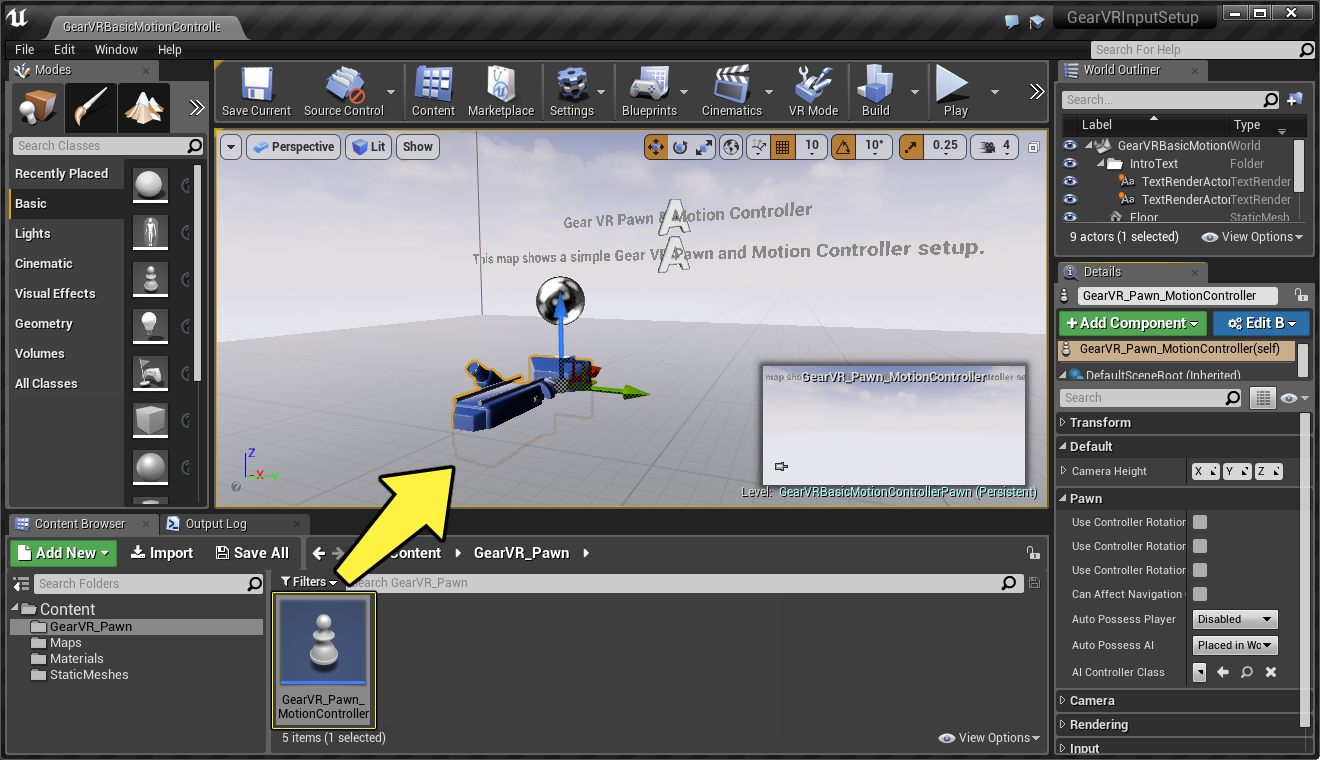 GearVRBasicMotionControlle
GearVRInputSetup
File Edit Window Help
Search For Help
Modes
Search Classes
Recently Placed
Basic
Lights
Cinematic
Visual Effects
Geometry
Volumes
All Classes
Save Current
Source Control
Content
Marketplace
Settings
Blueprints
Cinematics
VR Mode
Build
Play
Perspective
Lit
Show
10
10°
0.25
4
Gear VR Pawn & Motion Controller
This map shows a simple Gear VR Pawn and Motion Controller setup.
A
A
Z
X
Y
map sho
GearVR_Pawn_MotionController
ntroller se
Level: GearVRBasicMotionControllerPawn (Persistent)
World Outliner
Search...
Label Type
GearVRBasicMotion World
IntroText Folder
TextRenderActor TextRender
TextRenderActor TextRender
Floor StaticMesh
9 actors (1 selected)
View Options
Details
GearVR_Pawn_MotionController
+Add Component
Edit B
GearVR_Pawn_MotionController(self)
DefaultSceneRoot (Inherited)
Search
Transform
Default
Camera Height X Y Z
Pawn
Use Controller Rotation
Use Controller Rotation
Use Controller Rotation
Can Affect Navigation
Auto Possess Player Disabled
Auto Possess AI Placed in Wo
AI Controller Class
Camera
Rendering
Input
Content Browser
Output Log
Add New
Import
Save All
Content
GearVR_Pawn
Search Folders
Filters
Search GearVR_Pawn
Content
GearVR_Pawn
Maps
Materials
StaticMeshes
GearVR_Pawn_
MotionController
5 items (1 selected)
View Options